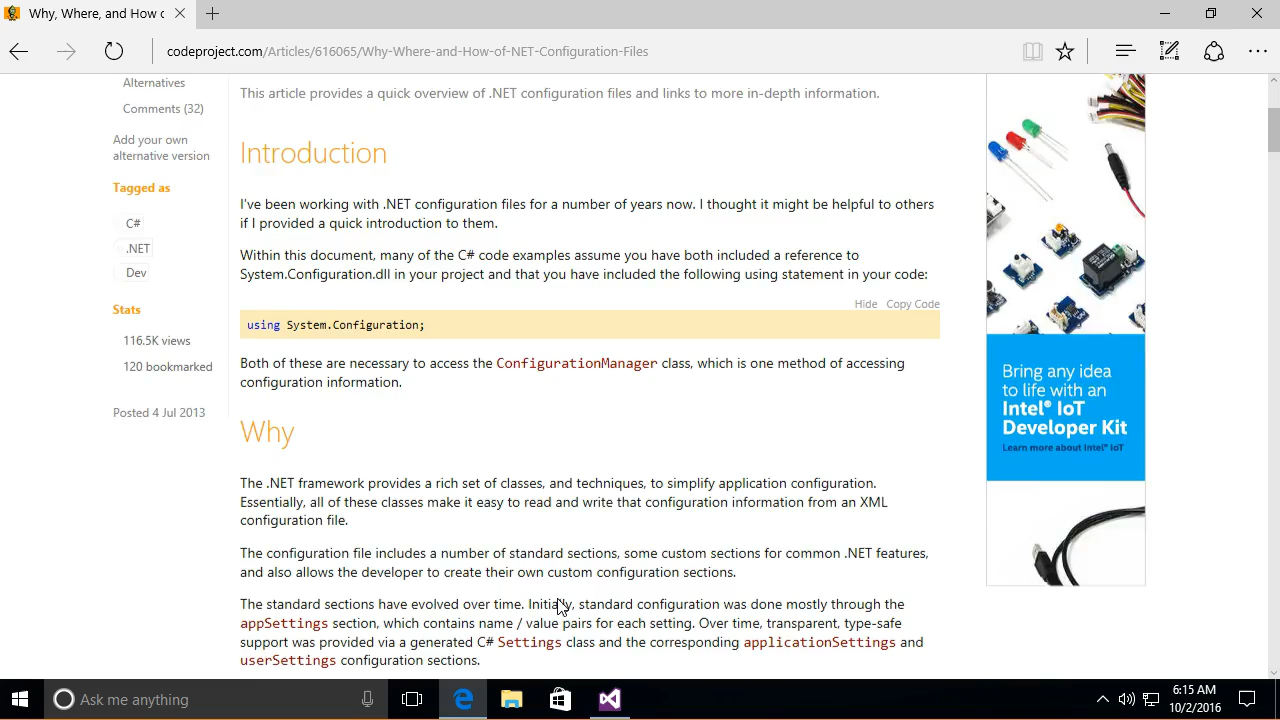 Why, Where, and How o
codeproject.com/Articles/616065/Why-Where-and-How-of-NET-Configuration-Files
Alternatives
Comments (32)
Add your own
alternative version
Tagged as
C#
.NET
Dev
Stats
116.5K views
120 bookmarked
Posted 4 Jul 2013
This article provides a quick overview of .NET configuration files and links to more in-depth information.
Introduction
I've been working with .NET configuration files for a number of years now. I thought it might be helpful to others
if I provided a quick introduction to them.
Within this document, many of the C# code examples assume you have both included a reference to
System.Configuration.dll in your project and that you have included the following using statement in your code:
Hide Copy Code
using System.Configuration;
Both of these are necessary to access the ConfigurationManager class, which is one method of accessing
configuration information.
Why
The .NET framework provides a rich set of classes, and techniques, to simplify application configuration.
Essentially, all of these classes make it easy to read and write that configuration information from an XML
configuration file.
The configuration file includes a number of standard sections, some custom sections for common .NET features,
and also allows the developer to create their own custom configuration sections.
The standard sections have evolved over time. Initially, standard configuration was done mostly through the
appSettings section, which contains name / value pairs for each setting. Over time, transparent, type-safe
support was provided via a generated C# Settings class and the corresponding applicationSettings and
userSettings configuration sections.
Bring any idea
to life with an
Intel® IoT
Developer Kit
Learn more about Intel® IoT
Ask me anything
6:15 AM
10/2/2016